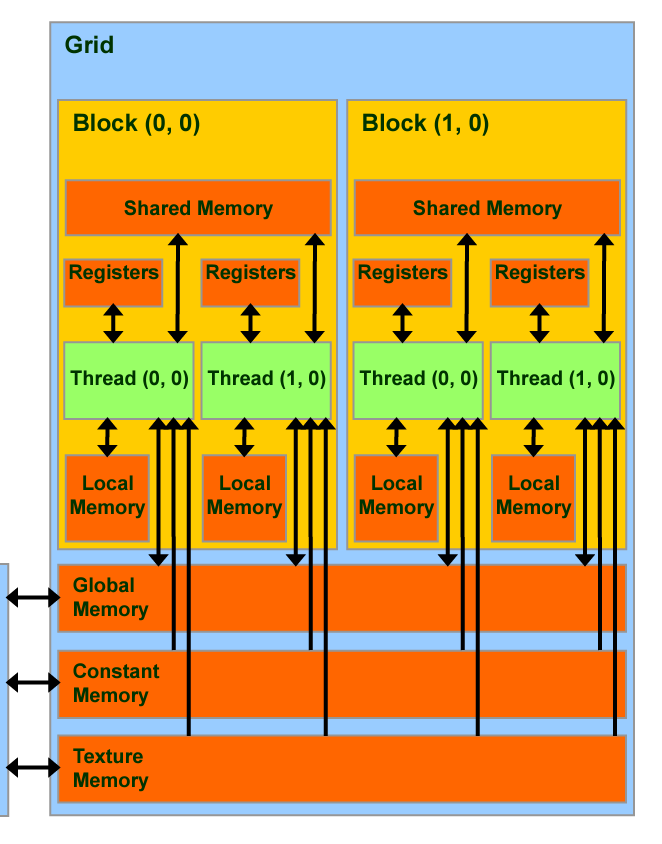 Grid
Block (0, 0)
Shared Memory
Registers
Registers
Thread (0, 0)
Thread (1, 0)
Local
Memory
Local
Memory
Block (1, 0)
Shared Memory
Registers
Registers
Thread (0, 0)
Thread (1, 0)
Local
Memory
Local
Memory
Global
Memory
Constant
Memory
Texture
Memory